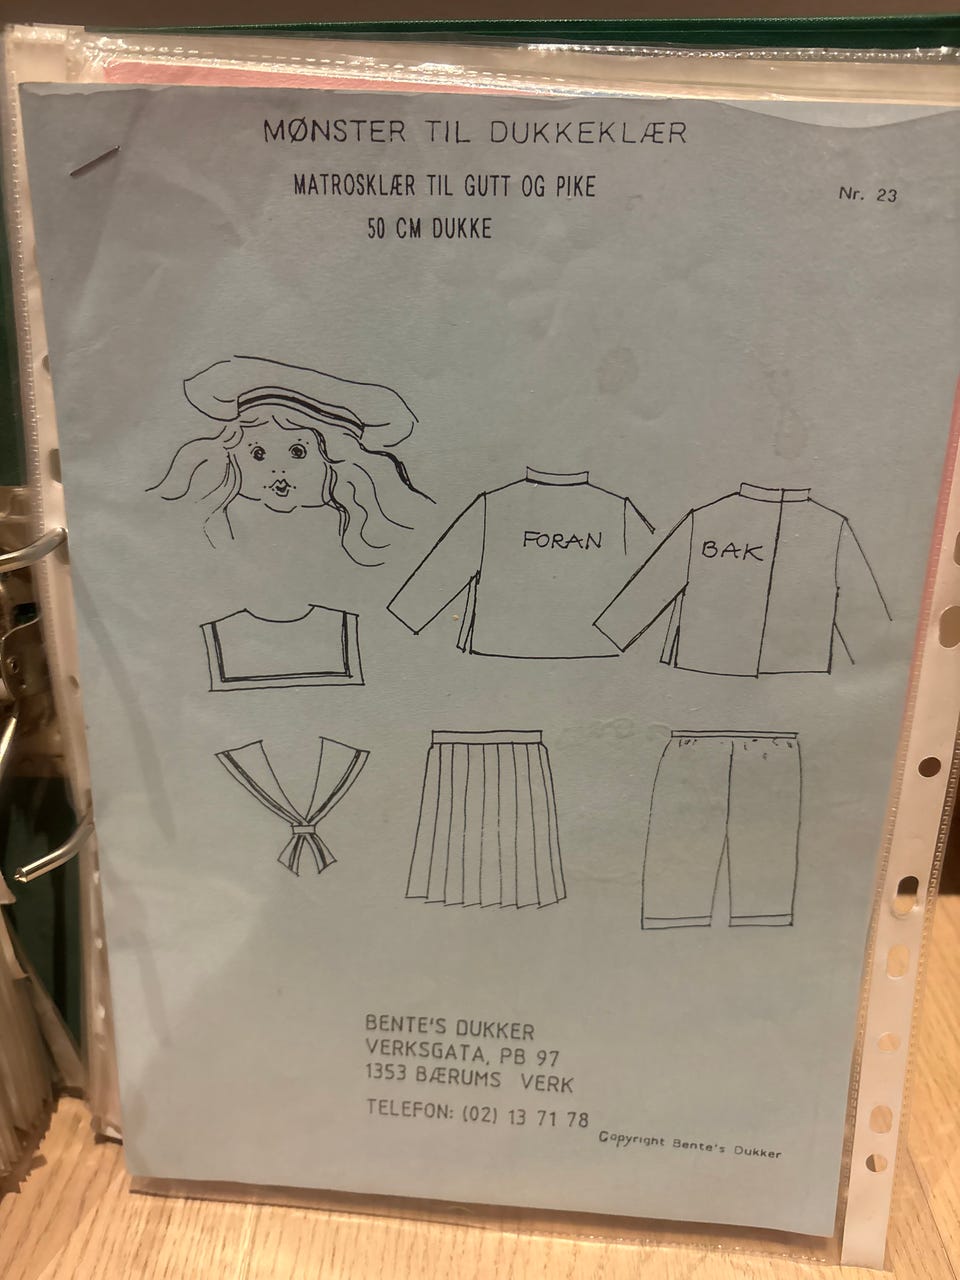 MØNSTER TIL DUKKEKLÆR
MATROSKLÆR TIL GUTT OG PIKE
Nr. 23
50 CM DUKKE
FORAN
BAK
BENTE'S DUKKER
VERKSGATA, PB 97
1353 BÆRUMS VERK
TELEFON: (02) 13 71 78
Copyright Bente's Dukker